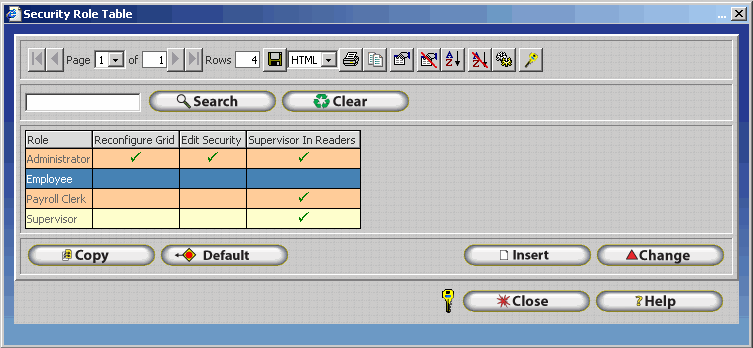 Security Role Table
Page 1 of 1 Rows 4 HTML
Search Clear
Role Reconfigure Grid Edit Security Supervisor In Readers
Administrator
Employee
Payroll Clerk
Supervisor
Copy Default Insert Change
Close Help